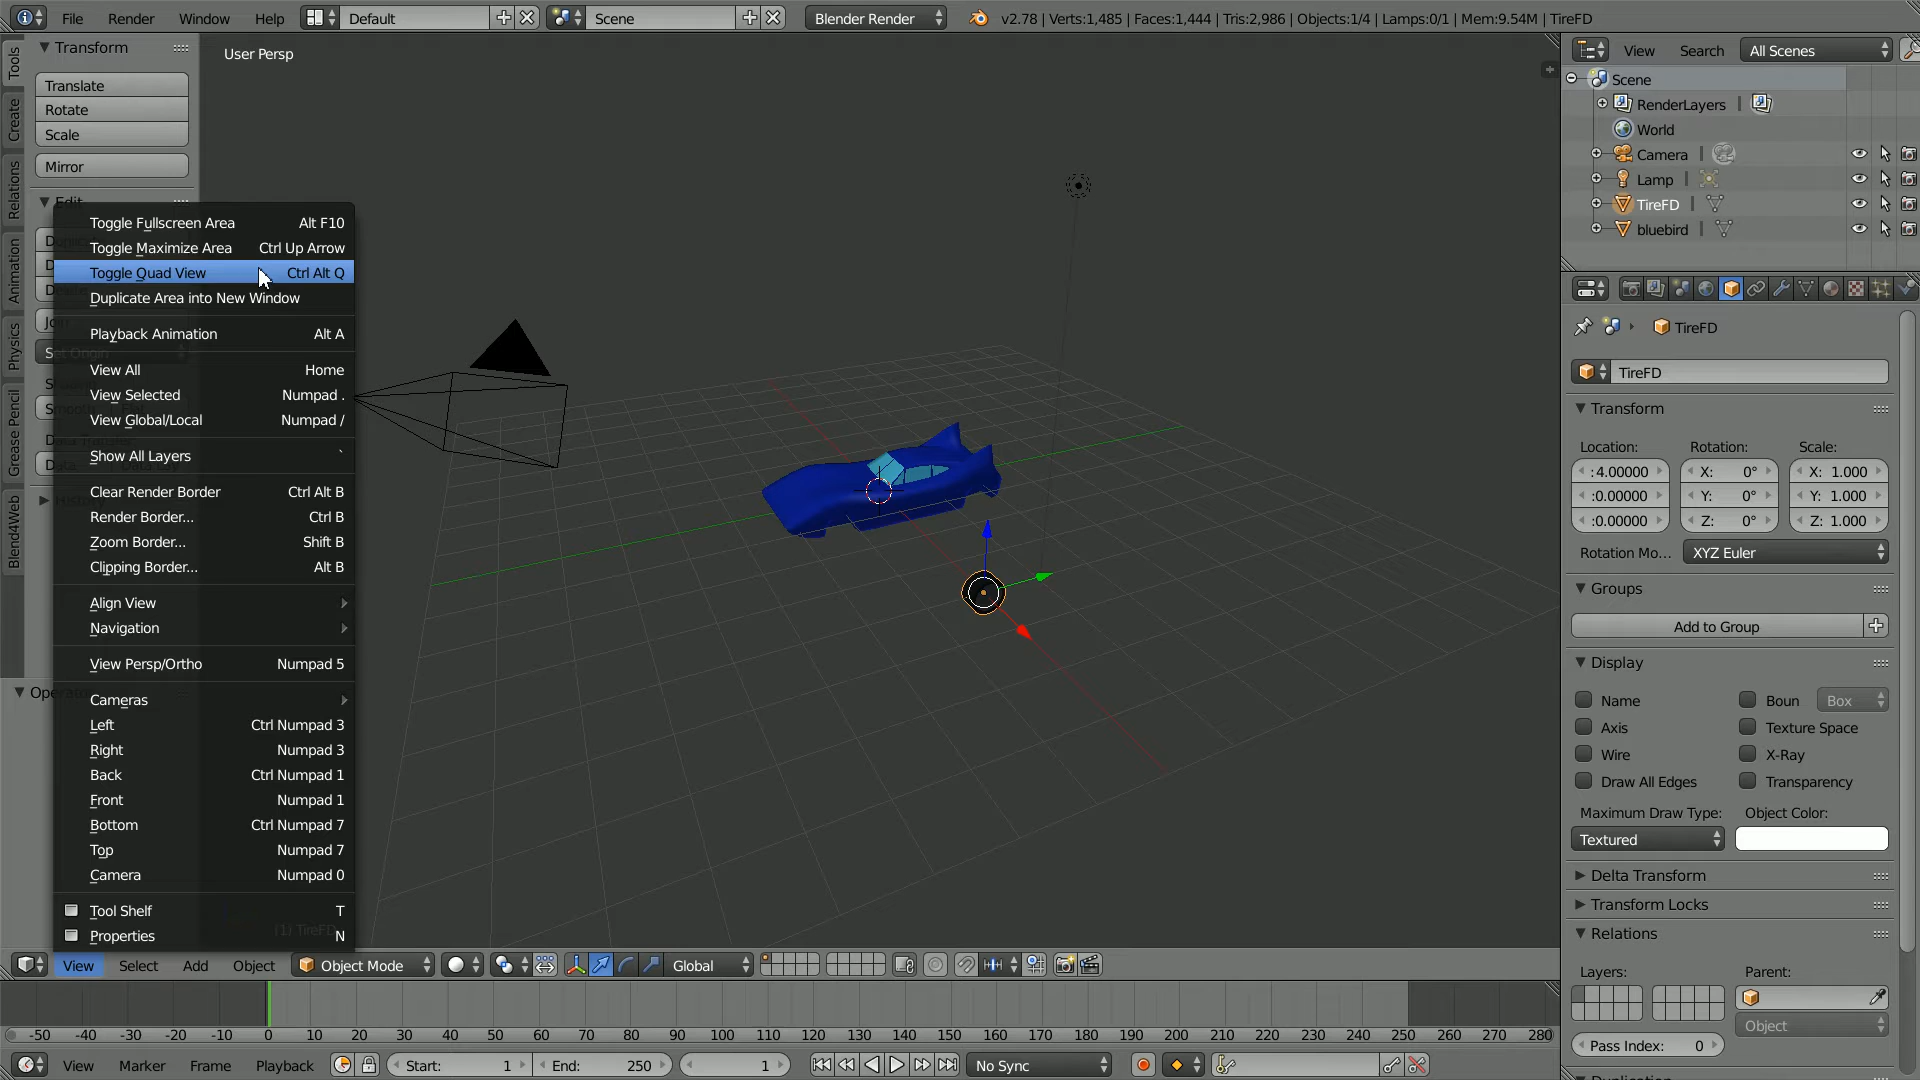 File Render Window Help Default Scene Blender Render v2.78 | Verts:1,485 | Faces:1,444 | Tris:2,986 | Objects:1/4 | Lamps:0/1 | Mem:9.54M | TireFD
Tools
Create
Relations
Animation
Physics
Grease Pencil
Blend4Web
Transform
Translate
Rotate
Scale
Mirror
Edit
User Persp
Toggle Fullscreen Area Alt F10
Toggle Maximize Area Ctrl Up Arrow
Toggle Quad View Ctrl Alt Q
Duplicate Area into New Window
Playback Animation Alt A
View All Home
View Selected Numpad .
View Global/Local Numpad /
Show All Layers `
Clear Render Border Ctrl Alt B
Render Border... Ctrl B
Zoom Border... Shift B
Clipping Border... Alt B
Align View
Navigation
View Persp/Ortho Numpad 5
Cameras
Left Ctrl Numpad 3
Right Numpad 3
Back Ctrl Numpad 1
Front Numpad 1
Bottom Ctrl Numpad 7
Top Numpad 7
Camera Numpad 0
Tool Shelf T
Properties N
(1) TireFD
View Select Add Object Object Mode Global
-50 -40 -30 -20 -10 0 10 20 30 40 50 60 70 80 90 100 110 120 130 140 150 160 170 180 190 200 210 220 230 240 250 260 270 280
View Marker Frame Playback Start: 1 End: 250 1 No Sync
View Search All Scenes
Scene
RenderLayers |
World
Camera |
Lamp |
TireFD |
bluebird |
TireFD
TireFD
Transform
Location: Rotation: Scale:
:4.00000 X: 0° X: 1.000
:0.00000 Y: 0° Y: 1.000
:0.00000 Z: 0° Z: 1.000
Rotation Mo... XYZ Euler
Groups
Add to Group
Display
Name Boun Box
Axis Texture Space
Wire X-Ray
Draw All Edges Transparency
Maximum Draw Type: Object Color:
Textured
Delta Transform
Transform Locks
Relations
Layers: Parent:
Object
Pass Index: 0